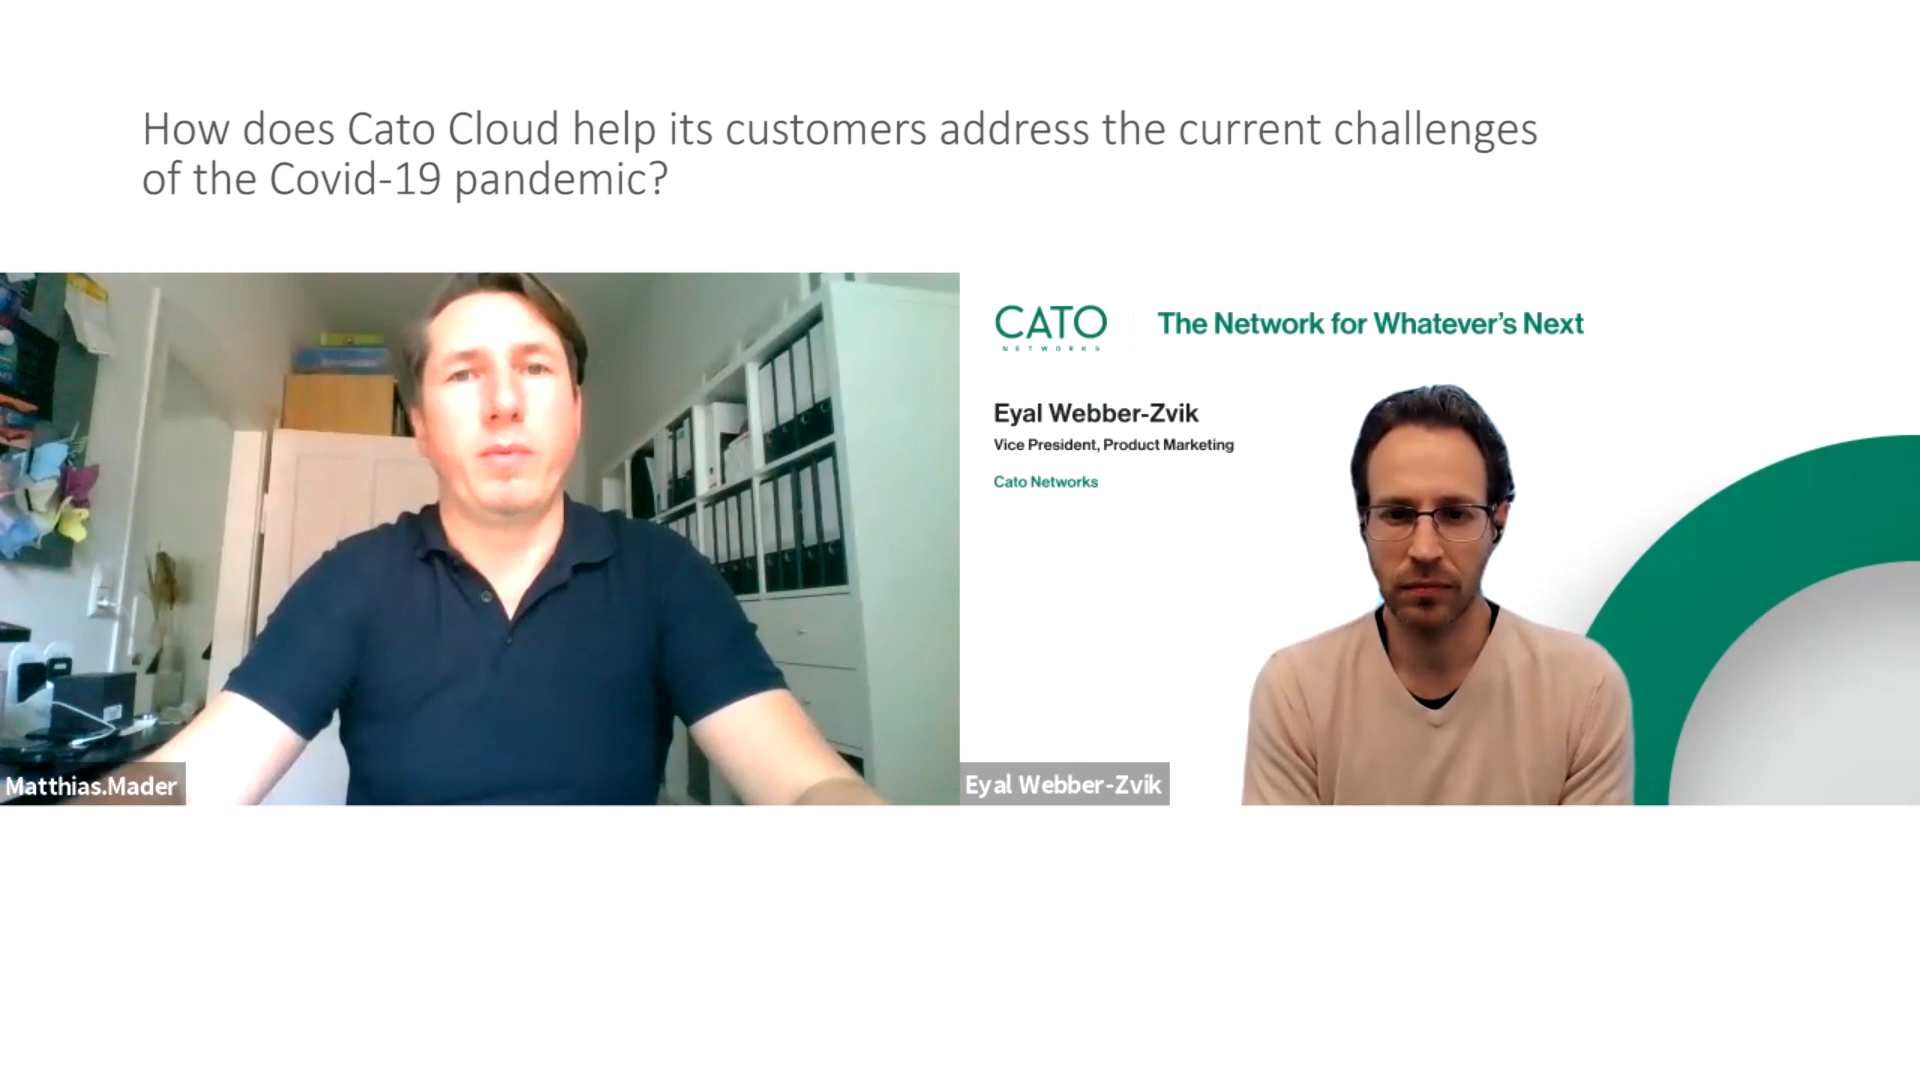 How does Cato Cloud help its customers address the current challenges
of the Covid-19 pandemic?
CATO
NETWORKS
The Network for Whatever's Next
Eyal Webber-Zvik
Vice President, Product Marketing
Cato Networks
Matthias.Mader
Eyal Webber-Zvik